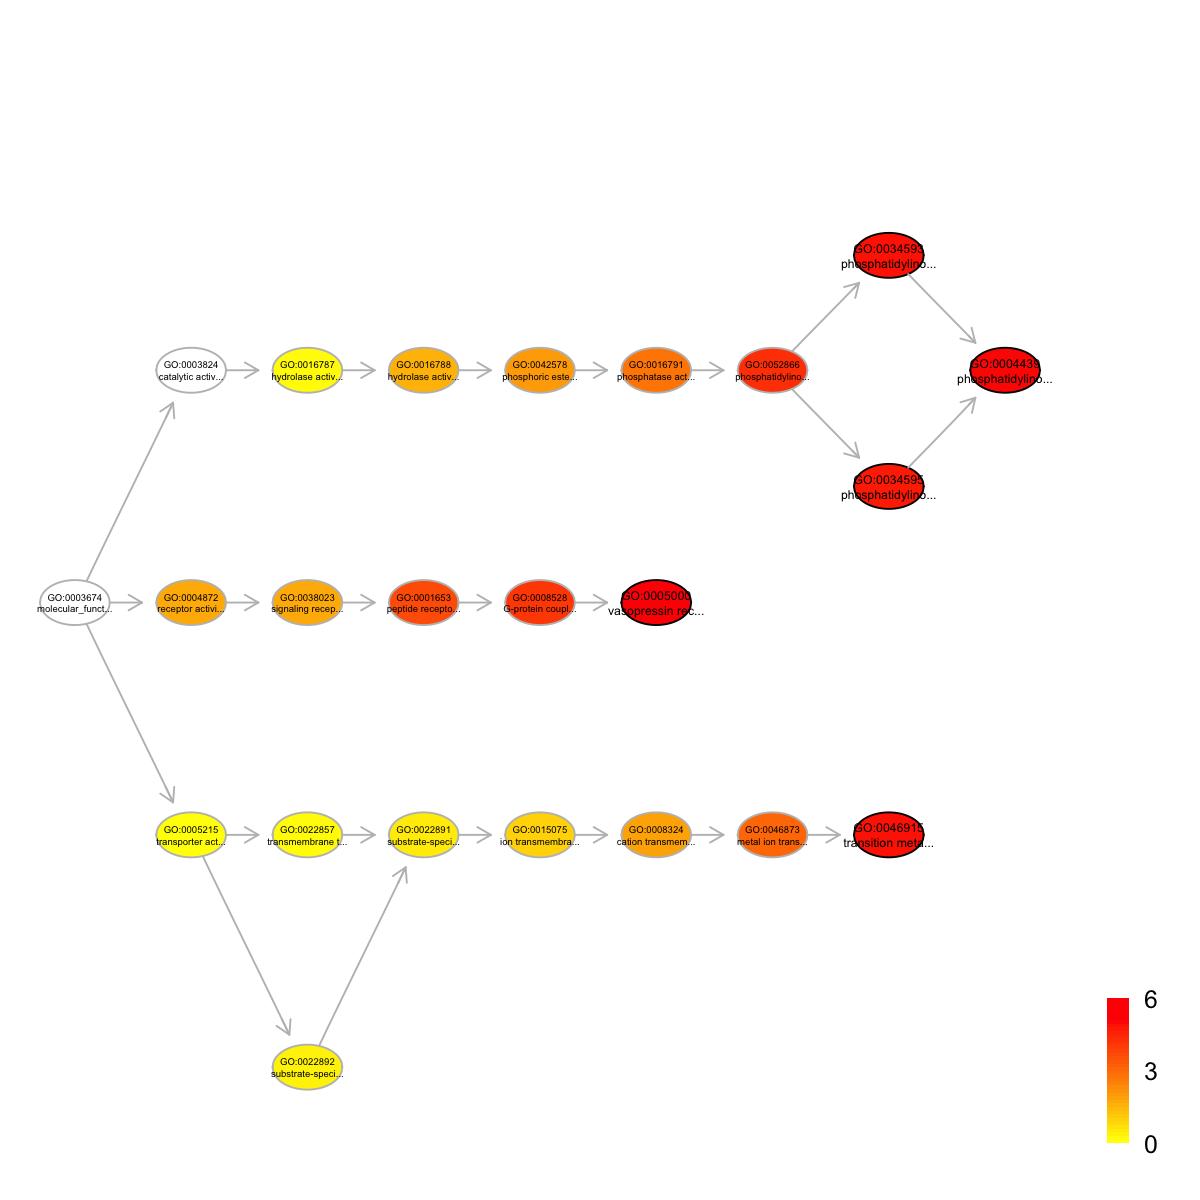 GO:0034593
phosphatidylino...
GO:0003824
catalytic activ...
GO:0016787
hydrolase activ...
GO:0016788
hydrolase activ...
GO:0042578
phosphoric este...
GO:0016791
phosphatase act...
GO:0052866
phosphatidylino...
GO:0004439
phosphatidylino...
GO:0034595
phosphatidylino...
GO:0003674
molecular_funct...
GO:0004872
receptor activi...
GO:0038023
signaling recep...
GO:0001653
peptide recepto...
GO:0008528
G-protein coupl...
GO:0005000
vasopressin rec...
GO:0005215
transporter act...
GO:0022857
transmembrane t...
GO:0022891
substrate-speci...
GO:0015075
ion transmembra...
GO:0008324
cation transmem...
GO:0046873
metal ion trans...
GO:0046915
transition meta...
GO:0022892
substrate-speci...
6
3
0